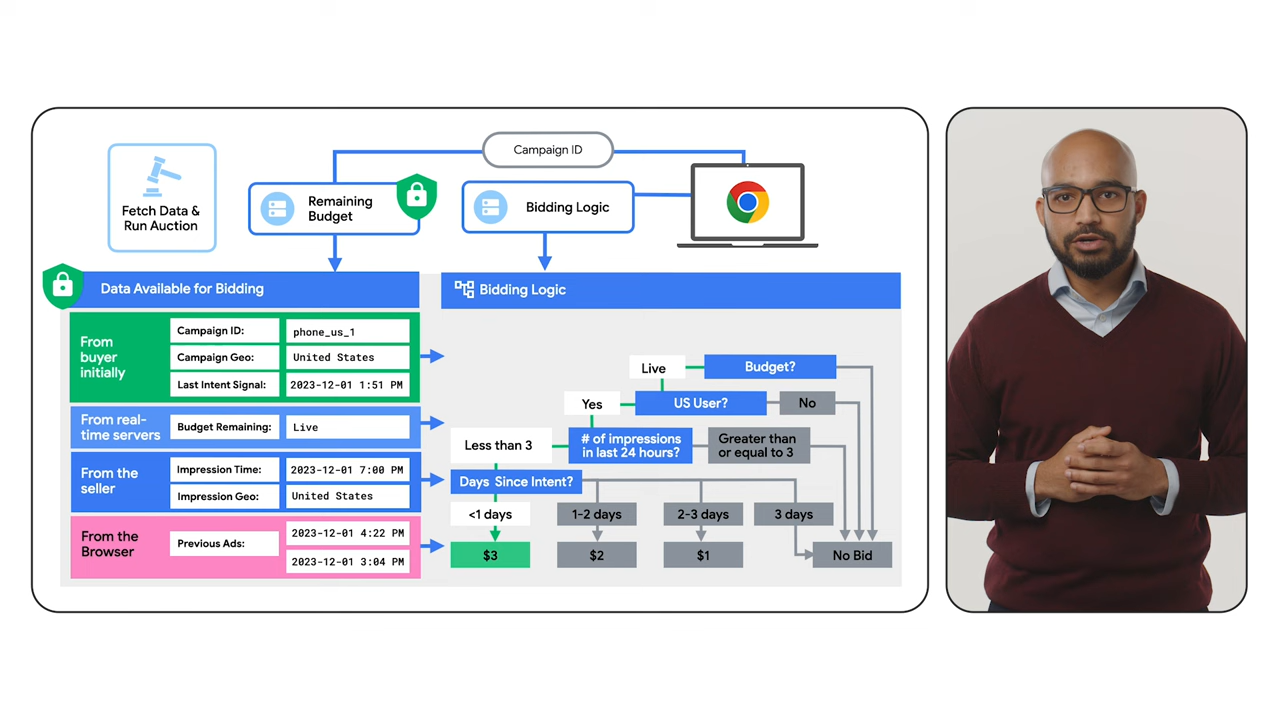 Campaign ID
Fetch Data &
Run Auction
Remaining
Budget
Bidding Logic
Data Available for Bidding
From
buyer
initially
Campaign ID:
phone_us_1
Campaign Geo:
United States
Last Intent Signal:
2023-12-01 1:51 PM
From real-
time servers
Budget Remaining:
Live
From the
seller
Impression Time:
2023-12-01 7:00 PM
Impression Geo:
United States
From the
Browser
Previous Ads:
2023-12-01 4:22 PM
2023-12-01 3:04 PM
Bidding Logic
Live
Budget?
Yes
US User?
No
Less than 3
# of impressions
in last 24 hours?
Greater than
or equal to 3
Days Since Intent?
<1 days
1-2 days
2-3 days
3 days
$3
$2
$1
No Bid